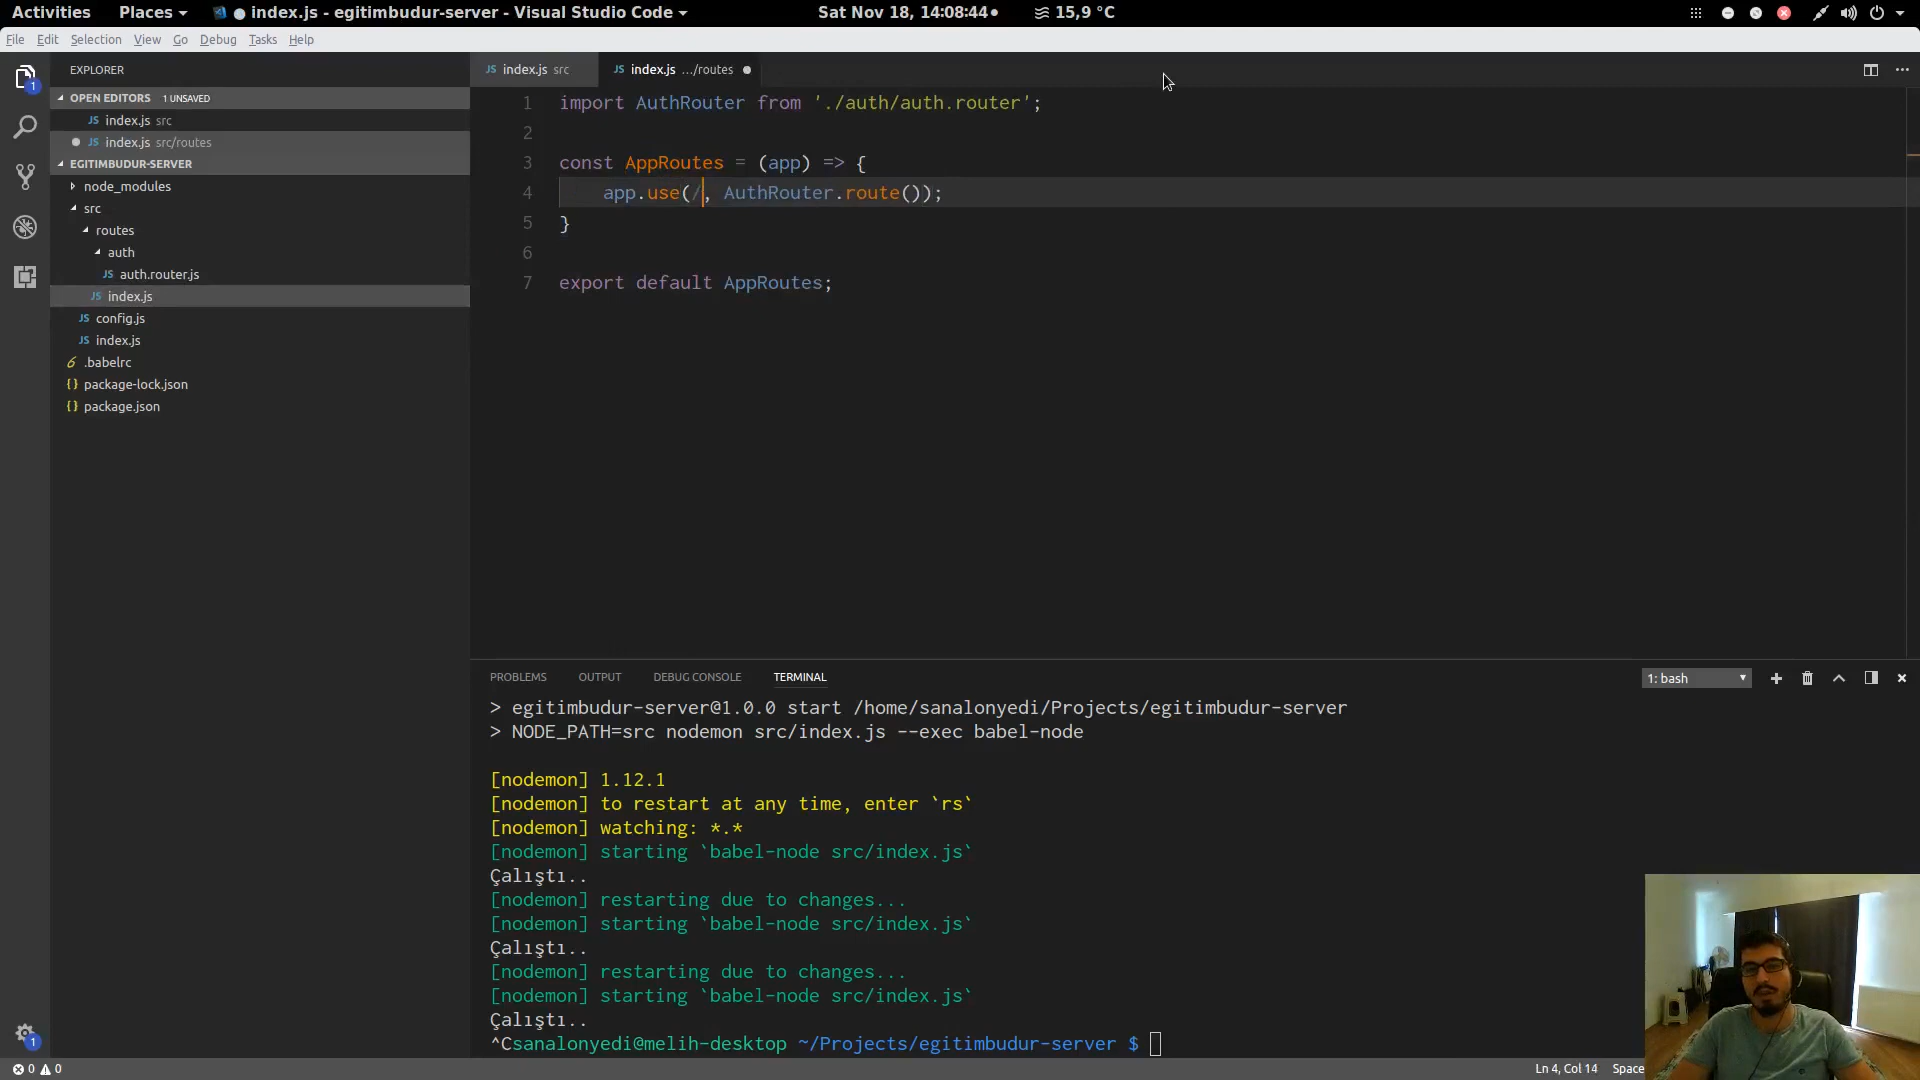 Activities
Places
index.js - egitimbudur-server - Visual Studio Code
Sat Nov 18, 14:08:44
15,9 °C
File Edit Selection View Go Debug Tasks Help
EXPLORER
OPEN EDITORS 1 UNSAVED
JS index.js src
JS index.js src/routes
EGITIMBUDUR-SERVER
node_modules
src
routes
auth
JS auth.router.js
JS index.js
JS config.js
JS index.js
.babelrc
{} package-lock.json
{} package.json
1
1
JS index.js src
JS index.js .../routes
1 import AuthRouter from './auth/auth.router';
2
3 const AppRoutes = (app) => {
4 app.use(/, AuthRouter.route());
5 }
6
7 export default AppRoutes;
PROBLEMS OUTPUT DEBUG CONSOLE TERMINAL
1: bash
> egitimbudur-server@1.0.0 start /home/sanalonyedi/Projects/egitimbudur-server
> NODE_PATH=src nodemon src/index.js --exec babel-node
[nodemon] 1.12.1
[nodemon] to restart at any time, enter `rs`
[nodemon] watching: *.*
[nodemon] starting `babel-node src/index.js`
Çalıştı..
[nodemon] restarting due to changes...
[nodemon] starting `babel-node src/index.js`
Çalıştı..
[nodemon] restarting due to changes...
[nodemon] starting `babel-node src/index.js`
Çalıştı..
^Csanalonyedi@melih-desktop ~/Projects/egitimbudur-server $
0 0
Ln 4, Col 14
Space